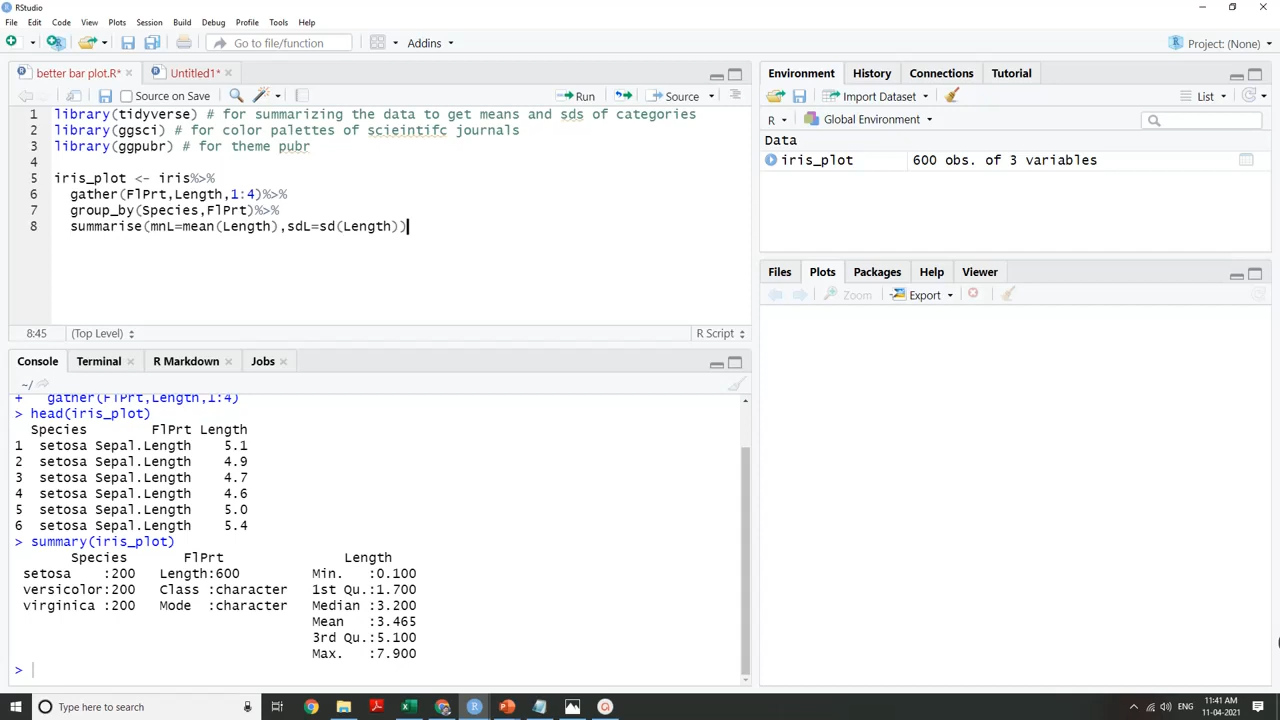 RStudio
File Edit Code View Plots Session Build Debug Profile Tools Help
Go to file/function Addins Project: (None)
better bar plot.R* Untitled1*
Source on Save Run Source
1 library(tidyverse) # for summarizing the data to get means and sds of categories
2 library(ggsci) # for color palettes of scieintifc journals
3 library(ggpubr) # for theme pubr
4
5 iris_plot <- iris%>%
6 gather(FlPrt,Length,1:4)%>%
7 group_by(Species,FlPrt)%>%
8 summarise(mnL=mean(Length),sdL=sd(Length))
8:45 (Top Level) R Script
Console Terminal R Markdown Jobs
~/
+ gather(FlPrt,Length,1:4)
> head(iris_plot)
Species FlPrt Length
1 setosa Sepal.Length 5.1
2 setosa Sepal.Length 4.9
3 setosa Sepal.Length 4.7
4 setosa Sepal.Length 4.6
5 setosa Sepal.Length 5.0
6 setosa Sepal.Length 5.4
> summary(iris_plot)
Species FlPrt Length
setosa :200 Length:600 Min. :0.100
versicolor:200 Class :character 1st Qu.:1.700
virginica :200 Mode :character Median :3.200
Mean :3.465
3rd Qu.:5.100
Max. :7.900
>
Environment History Connections Tutorial
Import Dataset List
R Global Environment
Data
iris_plot 600 obs. of 3 variables
Files Plots Packages Help Viewer
Zoom Export
Type here to search
ENG 11:41 AM
11-04-2021